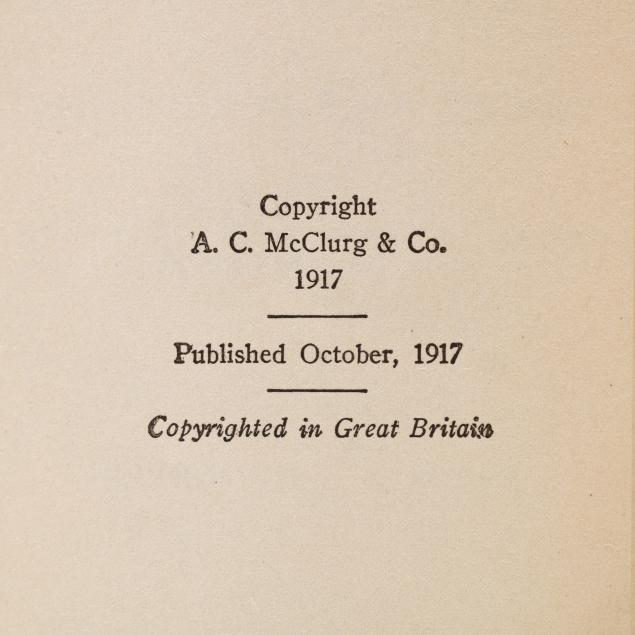 Copyright
A. C. McClurg & Co.
1917
Published October, 1917
Copyrighted in Great Britain